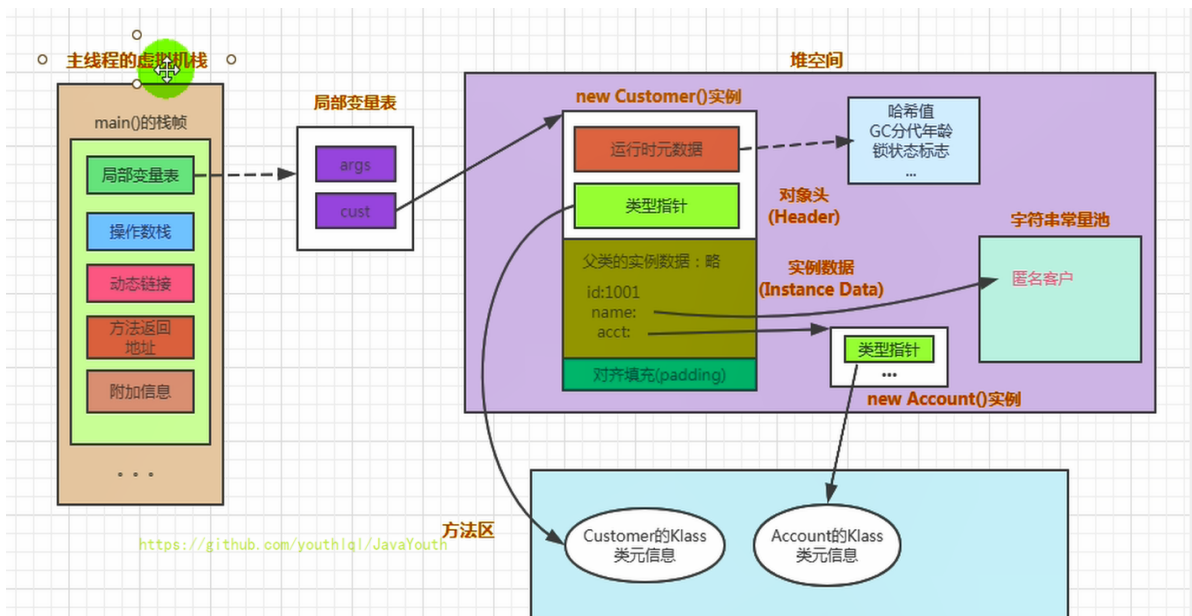 主线程的虚拟机栈
main()的栈帧
局部变量表
操作数栈
动态链接
方法返回
地址
附加信息
• • •
局部变量表
args
cust
堆空间
new Customer()实例
运行时元数据
类型指针
对象头
(Header)
哈希值
GC分代年龄
锁状态标志
...
父类的实例数据：略
id:1001
name:
acct:
实例数据
(Instance Data)
对齐填充(padding)
字符串常量池
匿名客户
类型指针
•••
new Account()实例
方法区
Customer的Klass
类元信息
Account的Klass
类元信息
https://github.com/youthlql/JavaYouth